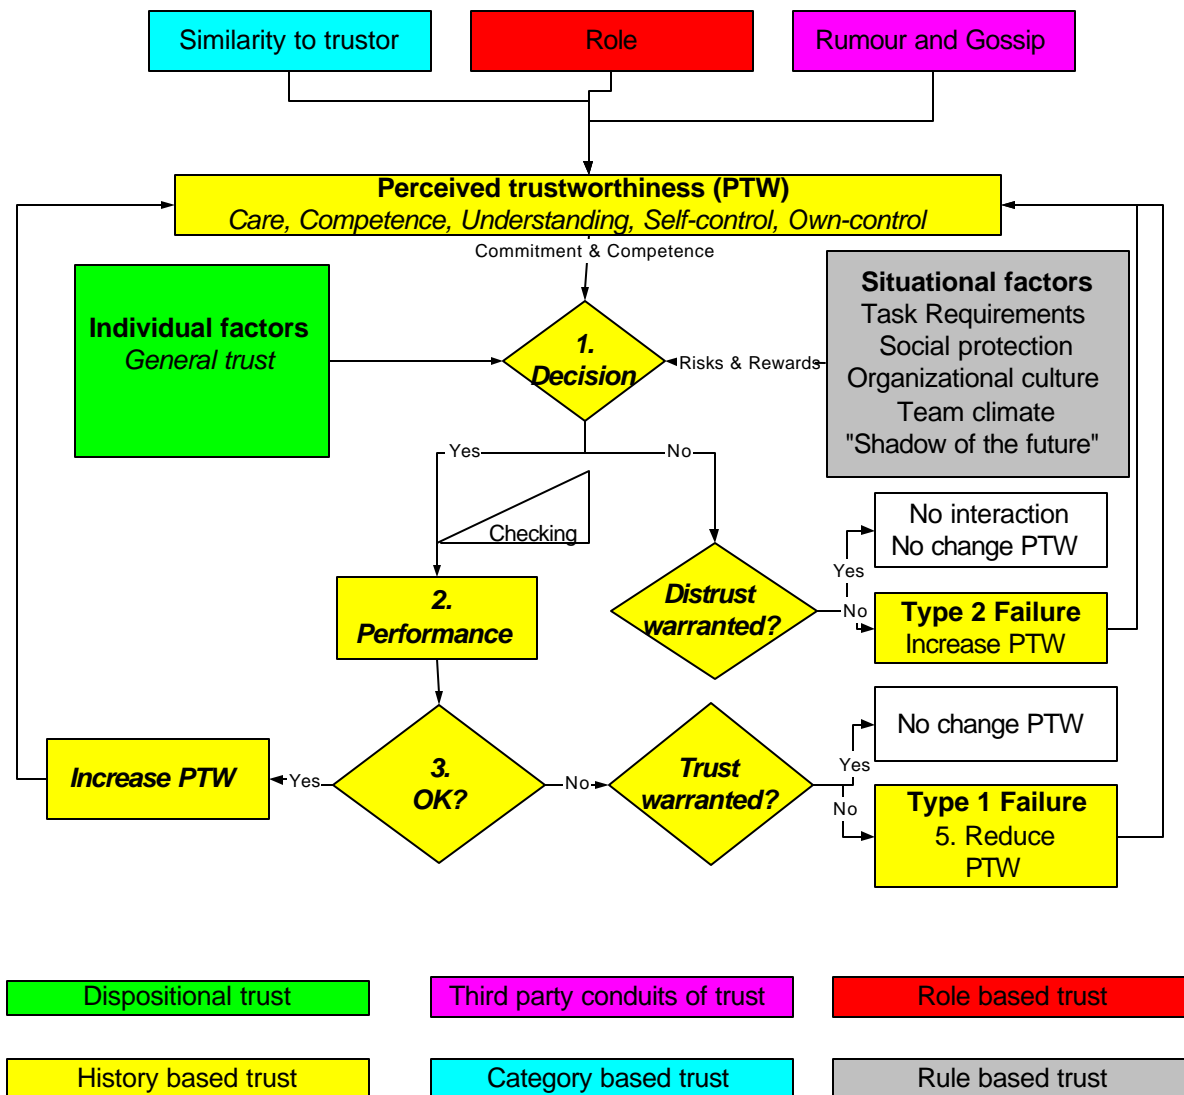 Similarity to trustor
Role
Rumour and Gossip
Perceived trustworthiness (PTW)
Care, Competence, Understanding, Self-control, Own-control
Commitment & Competence
Individual factors
General trust
1.
Decision
Risks & Rewards
Situational factors
Task Requirements
Social protection
Organizational culture
Team climate
"Shadow of the future"
Yes
No
Checking
2.
Performance
Distrust
warranted?
Yes
No
No interaction
No change PTW
Type 2 Failure
Increase PTW
Increase PTW
Yes
3.
OK?
No
Trust
warranted?
Yes
No
No change PTW
Type 1 Failure
5. Reduce
PTW
Dispositional trust
Third party conduits of trust
Role based trust
History based trust
Category based trust
Rule based trust